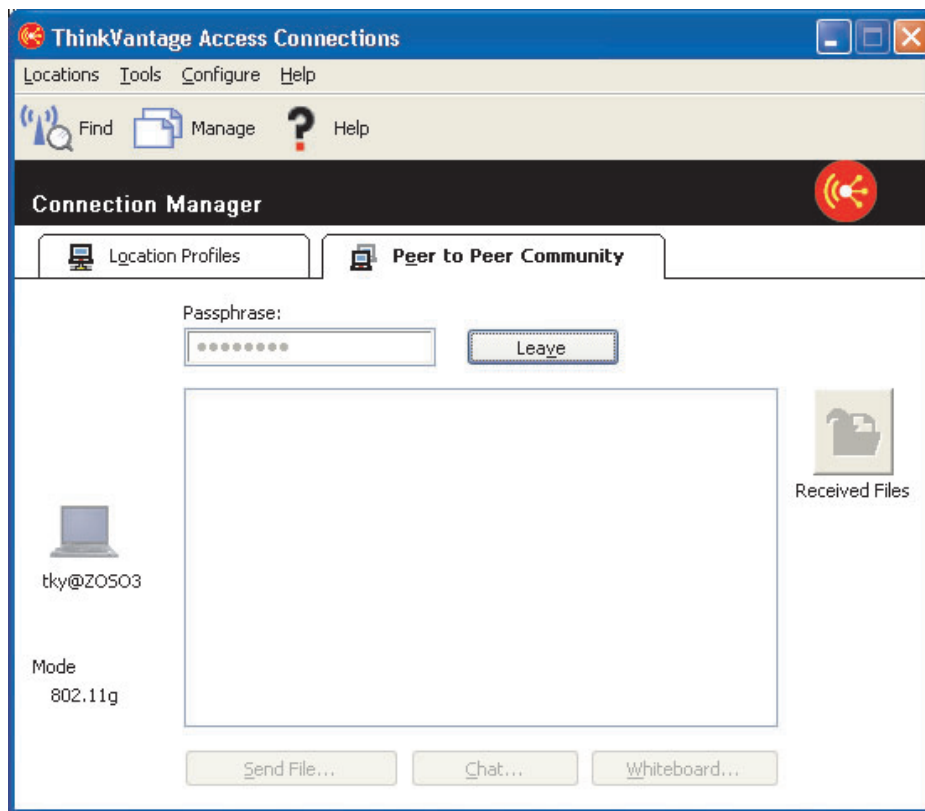 ThinkVantage Access Connections
Locations Tools Configure Help
Find Manage ? Help
Connection Manager
Location Profiles Peer to Peer Community
Passphrase:
Leave
Received Files
tky@ZOSO3
Mode
802.11g
Send File... Chat... Whiteboard...